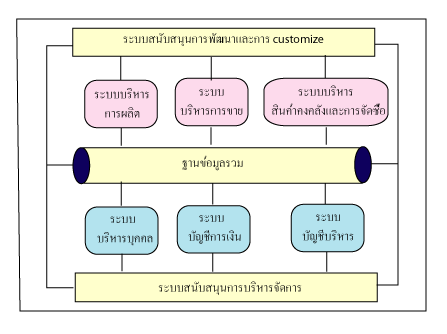 ระบบสนับสนุนการพัฒนาและการ customize
ระบบบริหาร
การผลิต
ระบบ
บริหารการขาย
ระบบบริหาร
สินค้าคงคลังและการจัดซื้อ
ฐานข้อมูลรวม
ระบบ
บริหารบุคคล
ระบบ
บัญชีการเงิน
ระบบ
บัญชีบริหาร
ระบบสนับสนุนการบริหารจัดการ